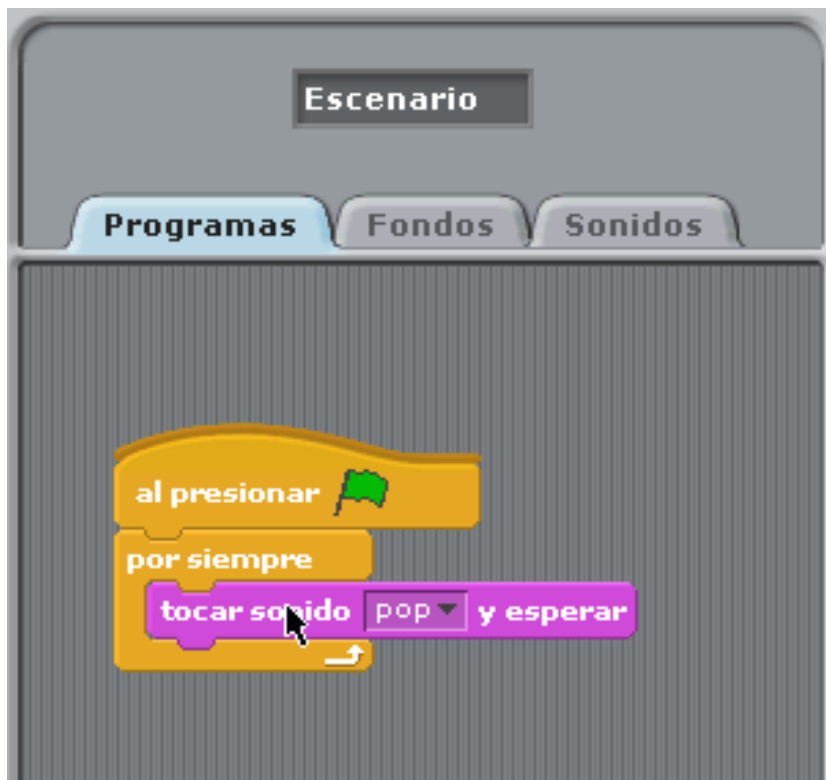 Escenario
Programas Fondos Sonidos
al presionar
por siempre
tocar sonido pop y esperar